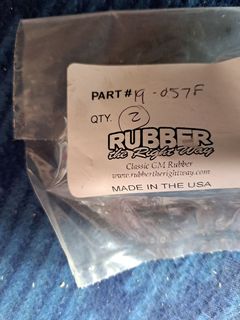 PART # 19-057F
QTY. 2
RUBBER
the Right Way
Classic GM Rubber
www.rubbertherightway.com
MADE IN THE USA